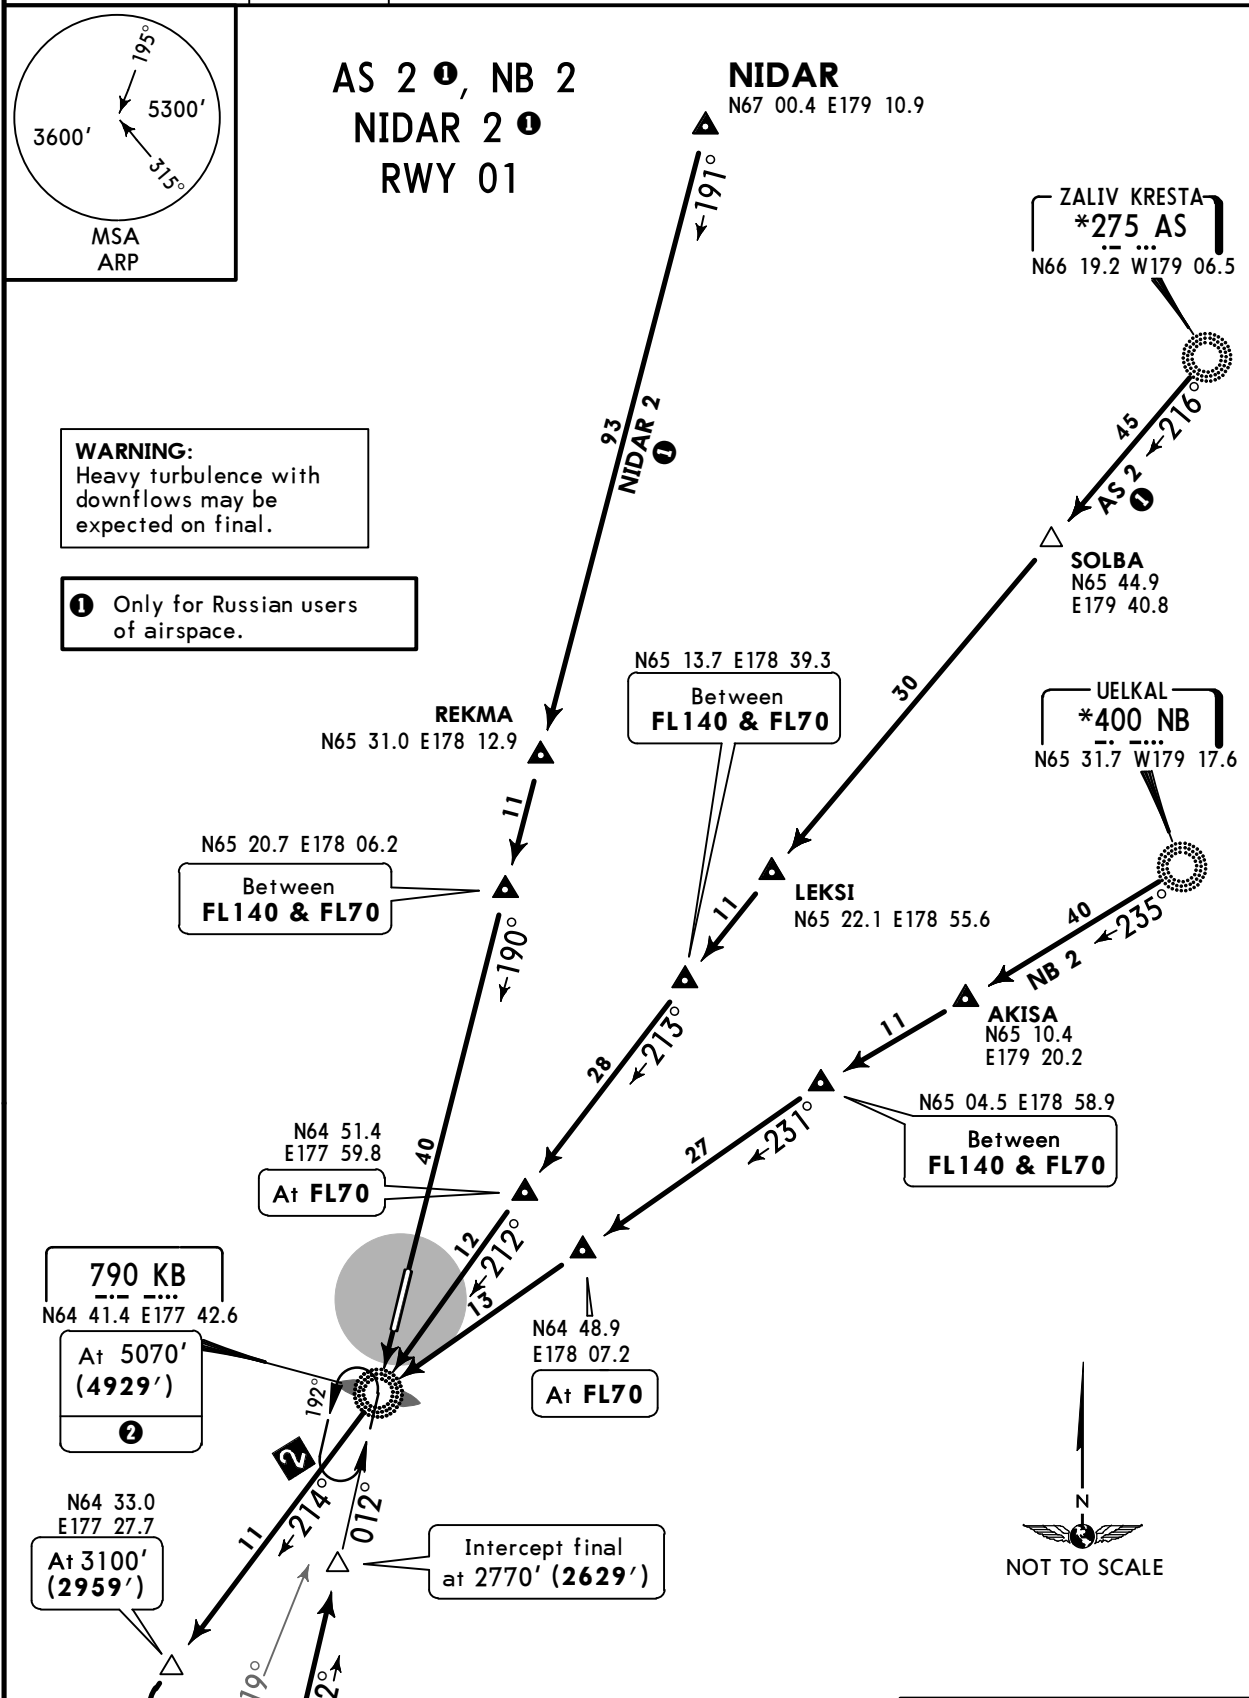 195°
5300'
3600'
315°
MSA
ARP
AS 2 ❶, NB 2
NIDAR 2 ❶
RWY 01
NIDAR
N67 00.4 E179 10.9
191°
ZALIV KRESTA
*275 AS
N66 19.2 W179 06.5
93
NIDAR 2
❶
45
216°
AS 2
❶
WARNING:
Heavy turbulence with
downflows may be
expected on final.
SOLBA
N65 44.9
E179 40.8
❶ Only for Russian users
of airspace.
N65 13.7 E178 39.3
Between
FL140 & FL70
30
UELKAL
*400 NB
N65 31.7 W179 17.6
REKMA
N65 31.0 E178 12.9
11
N65 20.7 E178 06.2
Between
FL140 & FL70
LEKSI
N65 22.1 E178 55.6
11
40
235°
NB 2
190°
AKISA
N65 10.4
E179 20.2
11
213°
28
N65 04.5 E178 58.9
Between
FL140 & FL70
231°
27
N64 51.4
E177 59.8
At FL70
40
12
212°
13
790 KB
N64 41.4 E177 42.6
At 5070'
(4929')
❷
N64 48.9
E178 07.2
At FL70
192°
2
214°
012°
11
N64 33.0
E177 27.7
At 3100'
(2959')
Intercept final
at 2770' (2629')
N
NOT TO SCALE
19°
2°